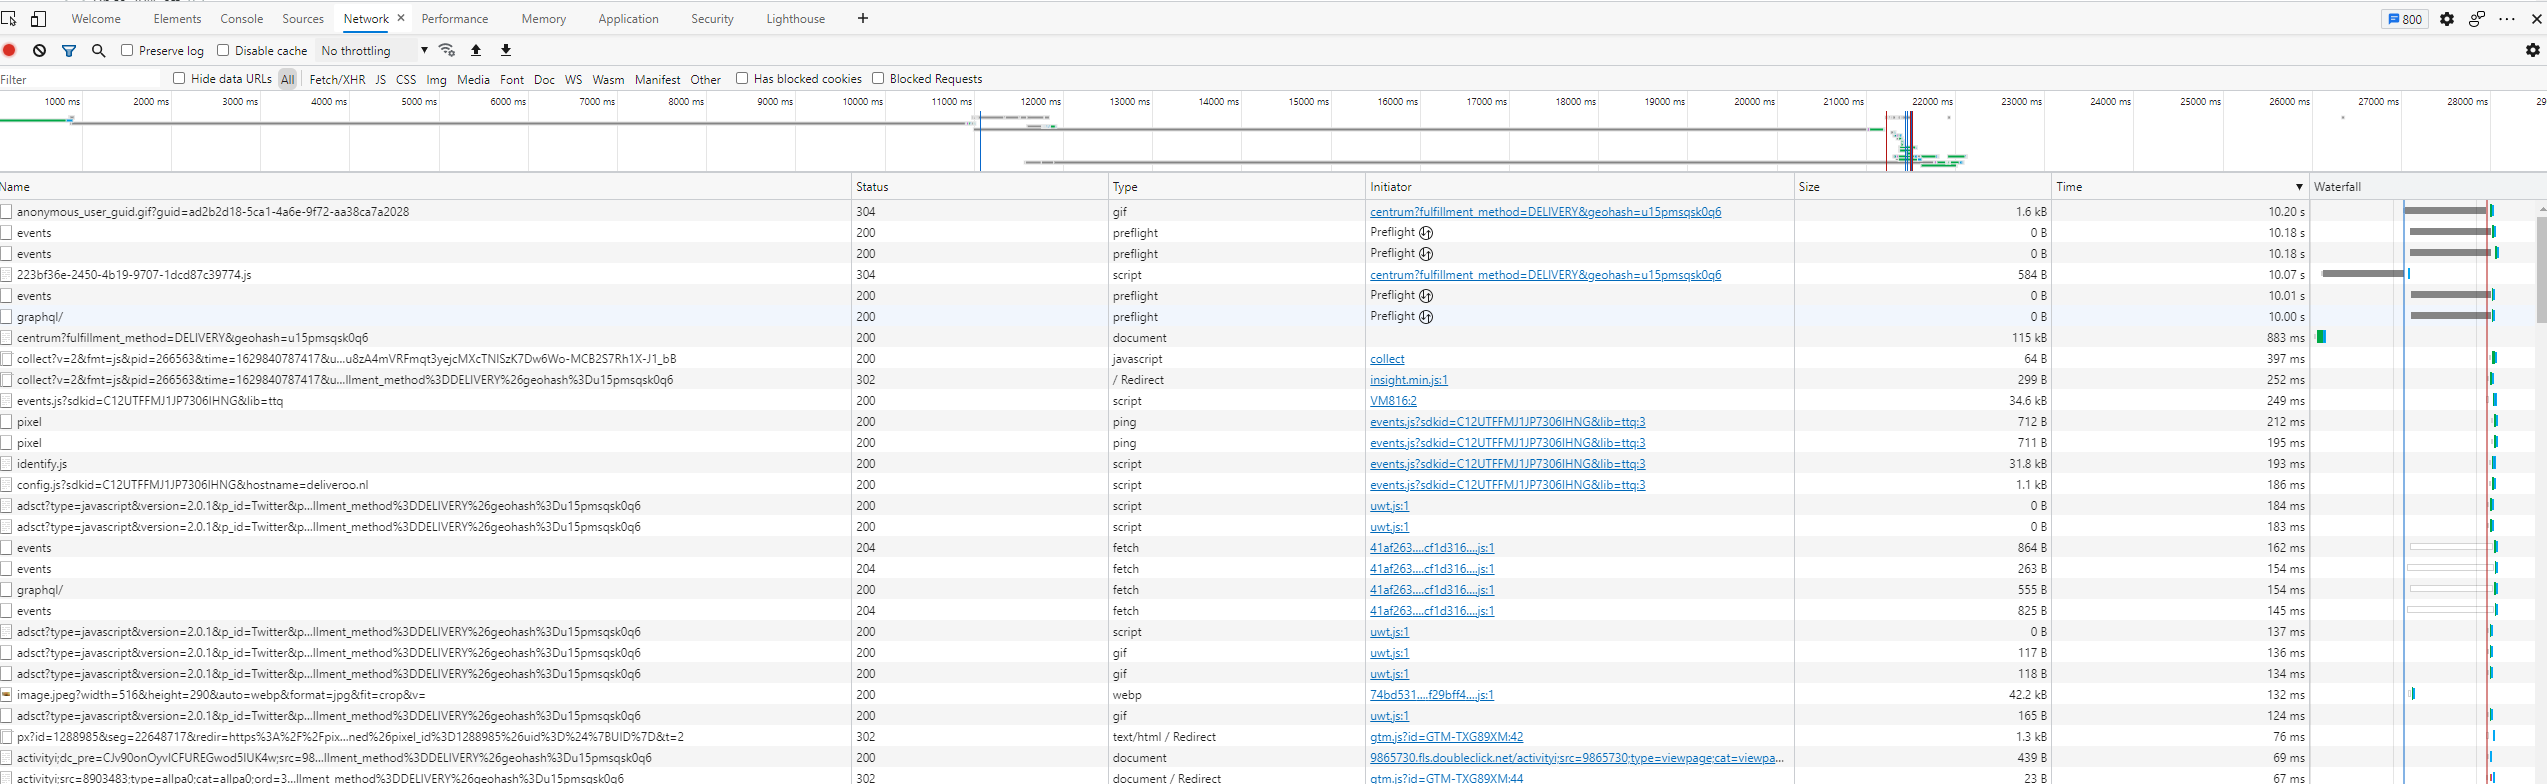 Welcome Elements Console Sources Network × Performance Memory Application Security Lighthouse + 800
Preserve log Disable cache No throttling
Filter Hide data URLs All Fetch/XHR JS CSS Img Media Font Doc WS Wasm Manifest Other Has blocked cookies Blocked Requests
1000 ms 2000 ms 3000 ms 4000 ms 5000 ms 6000 ms 7000 ms 8000 ms 9000 ms 10000 ms 11000 ms 12000 ms 13000 ms 14000 ms 15000 ms 16000 ms 17000 ms 18000 ms 19000 ms 20000 ms 21000 ms 22000 ms 23000 ms 24000 ms 25000 ms 26000 ms 27000 ms 28000 ms 29
Name Status Type Initiator Size Time Waterfall
anonymous_user_guid.gif?guid=ad2b2d18-5ca1-4a6e-9f72-aa38ca7a2028 304 gif centrum?fulfillment_method=DELIVERY&geohash=u15pmsqsk0q6 1.6 kB 10.20 s
events 200 preflight Preflight 0 B 10.18 s
events 200 preflight Preflight 0 B 10.18 s
223bf36e-2450-4b19-9707-1dcd87c39774.js 304 script centrum?fulfillment_method=DELIVERY&geohash=u15pmsqsk0q6 584 B 10.07 s
events 200 preflight Preflight 0 B 10.01 s
graphql/ 200 preflight Preflight 0 B 10.00 s
centrum?fulfillment_method=DELIVERY&geohash=u15pmsqsk0q6 200 document 115 kB 883 ms
collect?v=2&fmt=js&pid=266563&time=1629840787417&u...u8zA4mVRFmqt3yejcMXcTNISzK7Dw6Wo-MCB2S7Rh1X-J1_bB 200 javascript collect 64 B 397 ms
collect?v=2&fmt=js&pid=266563&time=1629840787417&u...llment_method%3DDELIVERY%26geohash%3Du15pmsqsk0q6 302 / Redirect insight.min.js:1 299 B 252 ms
events.js?sdkid=C12UTFFMJ1JP7306IHNG&lib=ttq 200 script VM816:2 34.6 kB 249 ms
pixel 200 ping events.js?sdkid=C12UTFFMJ1JP7306IHNG&lib=ttq:3 712 B 212 ms
pixel 200 ping events.js?sdkid=C12UTFFMJ1JP7306IHNG&lib=ttq:3 711 B 195 ms
identify.js 200 script events.js?sdkid=C12UTFFMJ1JP7306IHNG&lib=ttq:3 31.8 kB 193 ms
config.js?sdkid=C12UTFFMJ1JP7306IHNG&hostname=deliveroo.nl 200 script events.js?sdkid=C12UTFFMJ1JP7306IHNG&lib=ttq:3 1.1 kB 186 ms
adsct?type=javascript&version=2.0.1&p_id=Twitter&p...llment_method%3DDELIVERY%26geohash%3Du15pmsqsk0q6 200 script uwt.js:1 0 B 184 ms
adsct?type=javascript&version=2.0.1&p_id=Twitter&p...llment_method%3DDELIVERY%26geohash%3Du15pmsqsk0q6 200 script uwt.js:1 0 B 183 ms
events 204 fetch 41af263....cf1d316....js:1 864 B 162 ms
events 204 fetch 41af263....cf1d316....js:1 263 B 154 ms
graphql/ 200 fetch 41af263....cf1d316....js:1 555 B 154 ms
events 204 fetch 41af263....cf1d316....js:1 825 B 145 ms
adsct?type=javascript&version=2.0.1&p_id=Twitter&p...llment_method%3DDELIVERY%26geohash%3Du15pmsqsk0q6 200 script uwt.js:1 0 B 137 ms
adsct?type=javascript&version=2.0.1&p_id=Twitter&p...llment_method%3DDELIVERY%26geohash%3Du15pmsqsk0q6 200 gif uwt.js:1 117 B 136 ms
adsct?type=javascript&version=2.0.1&p_id=Twitter&p...llment_method%3DDELIVERY%26geohash%3Du15pmsqsk0q6 200 gif uwt.js:1 118 B 134 ms
image.jpeg?width=516&height=290&auto=webp&format=jpg&fit=crop&v= 200 webp 74bd531....f29bff4....js:1 42.2 kB 132 ms
adsct?type=javascript&version=2.0.1&p_id=Twitter&p...llment_method%3DDELIVERY%26geohash%3Du15pmsqsk0q6 200 gif uwt.js:1 165 B 124 ms
px?id=1288985&seg=22648717&redir=https%3A%2F%2Fpix...ned%26pixel_id%3D1288985%26uid%3D%24%7BUID%7D&t=2 302 text/html / Redirect gtm.js?id=GTM-TXG89XM:42 1.3 kB 76 ms
activityi;dc_pre=CJv90onOyvICFUREGwod5IUK4w;src=98...llment_method%3DDELIVERY%26geohash%3Du15pmsqsk0q6 200 document 9865730.fls.doubleclick.net/activityi;src=9865730;type=viewpage;cat=viewpa... 439 B 69 ms
activityi;src=8903483;type=allpa0;cat=allpa0;ord=3...llment_method%3DDELIVERY%26geohash%3Du15pmsqsk0q6 302 document / Redirect gtm.js?id=GTM-TXG89XM:44 23 B 67 ms